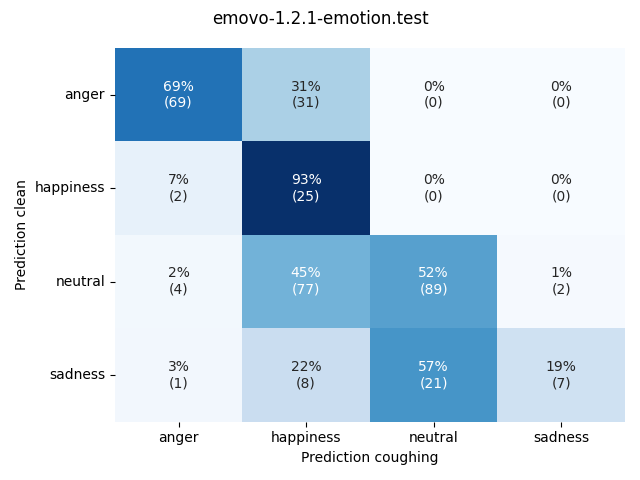 emovo-1.2.1-emotion.test
Prediction clean
anger
69% 31% 0% 0%
(69) (31) (0) (0)
happiness
7% 93% 0% 0%
(2) (25) (0) (0)
neutral
2% 45% 52% 1%
(4) (77) (89) (2)
sadness
3% 22% 57% 19%
(1) (8) (21) (7)
anger happiness neutral sadness
Prediction coughing